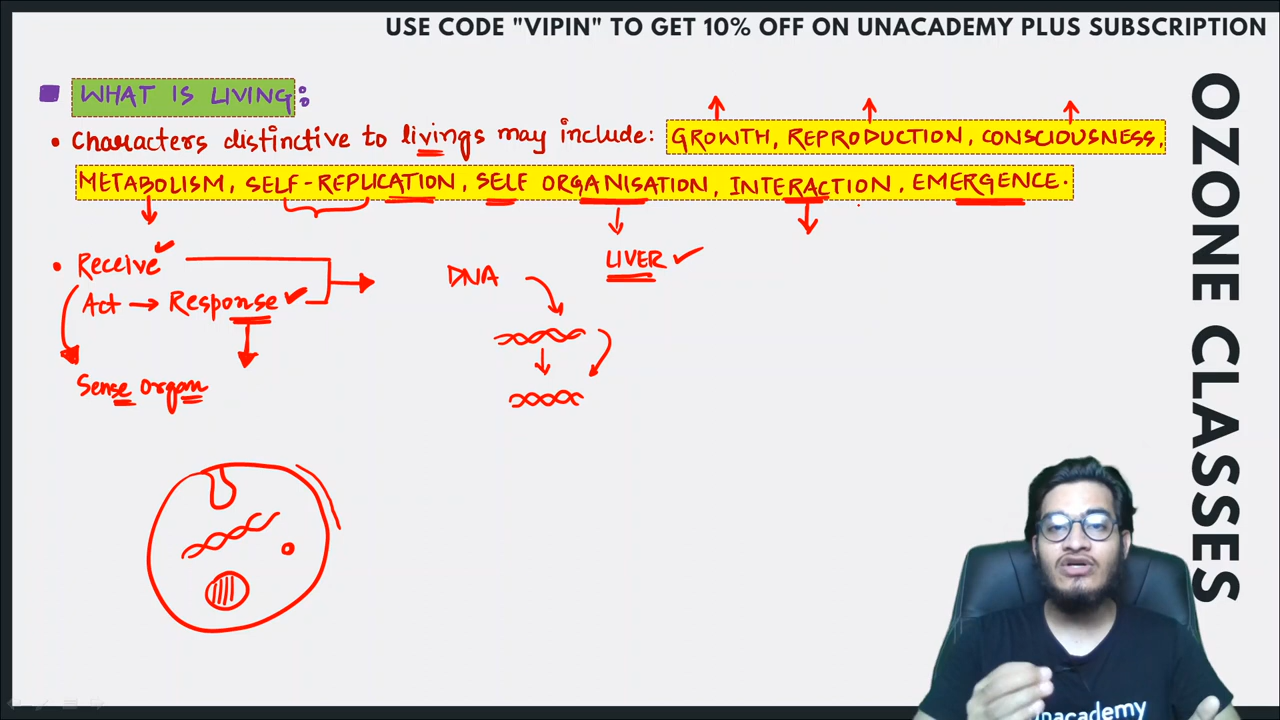 USE CODE "VIPIN" TO GET 10% OFF ON UNACADEMY PLUS SUBSCRIPTION
WHAT IS LIVING:
• Characters distinctive to livings may include: GROWTH, REPRODUCTION, CONSCIOUSNESS,
METABOLISM, SELF-REPLICATION, SELF ORGANISATION, INTERACTION, EMERGENCE.
• Receive
Act → Response
Sense organ
DNA
LIVER
OZONE CLASSES
unacademy